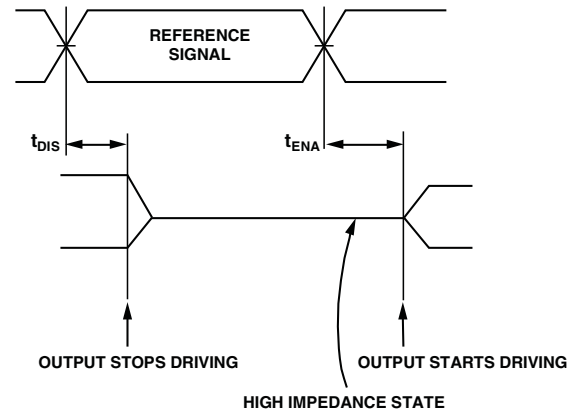 REFERENCE
SIGNAL
tDIS
tENA
OUTPUT STOPS DRIVING
OUTPUT STARTS DRIVING
HIGH IMPEDANCE STATE